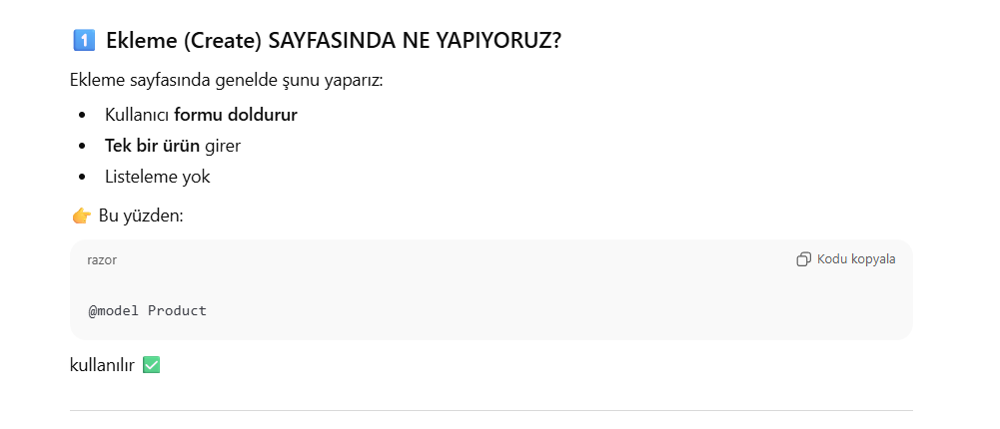 1️⃣ Ekleme (Create) SAYFASINDA NE YAPIYORUZ?
Ekleme sayfasında genelde şunu yaparız:
• Kullanıcı formu doldurur
• Tek bir ürün girer
• Listeleme yok
👉 Bu yüzden:
razor
Kodu kopyala
@model Product
kullanılır ✅